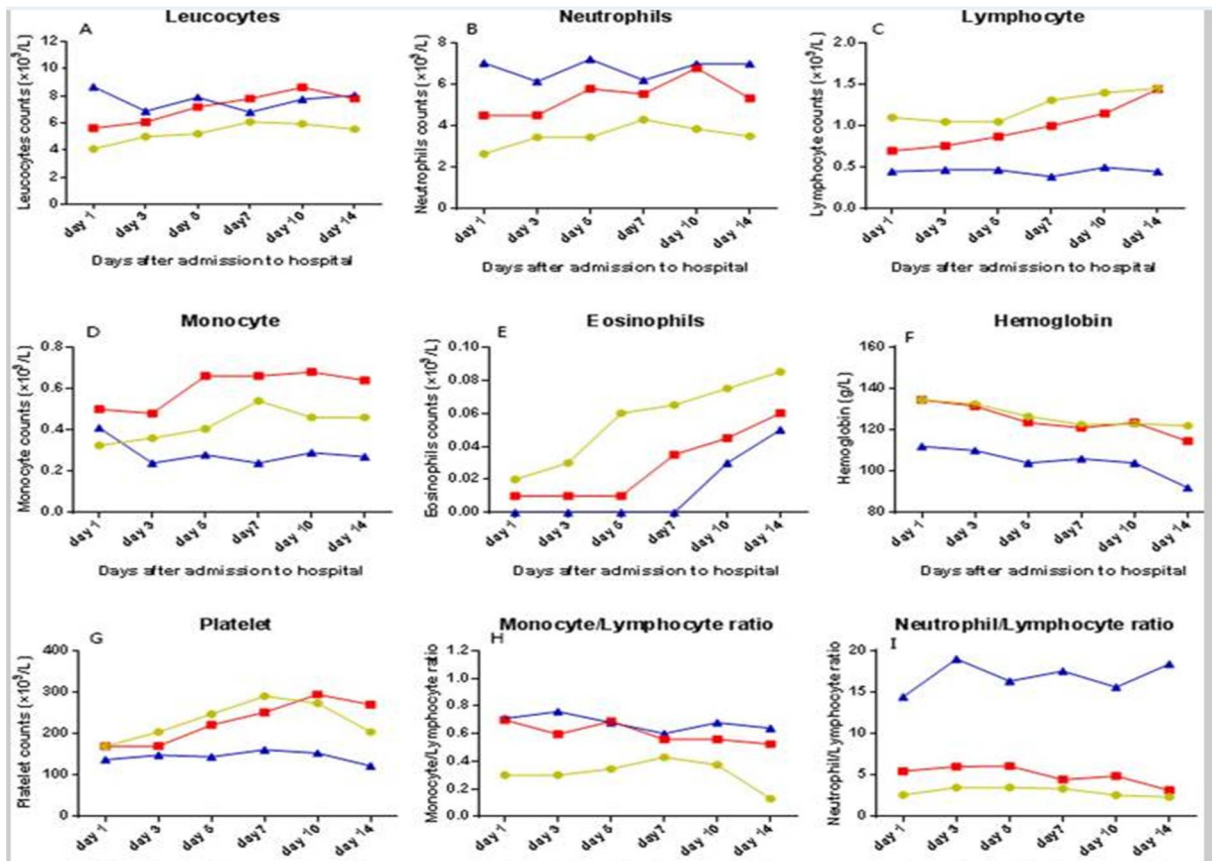 Leucocytes
A
Leucocytes counts (×10⁹/L)
12
10
8
6
4
2
0
day 1
day 3
day 5
day7
day 10
day 14
Days after admission to hospital
Neutrophils
B
Neutrophils counts (×10⁹/L)
8
6
4
2
0
day 1
day 3
day 5
day7
day 10
day 14
Days after admission to hospital
Lymphocyte
C
Lymphocyte counts (×10⁹/L)
2.0
1.5
1.0
0.5
0.0
day 1
day 3
day 5
day7
day 10
day 14
Days after admission to hospital
Monocyte
D
Monocyte counts (×10⁹/L)
0.8
0.6
0.4
0.2
0.0
day 1
day 3
day 5
day7
day 10
day 14
Days after admission to hospital
Eosinophils
E
Eosinophils counts (×10⁹/L)
0.10
0.08
0.06
0.04
0.02
0.00
day 1
day 3
day 5
day7
day 10
day 14
Days after admission to hospital
Hemoglobin
F
Hemoglobin (g/L)
160
140
120
100
80
day 1
day 3
day 5
day7
day 10
day 14
Days after admission to hospital
Platelet
G
Platelet counts (×10⁹/L)
400
300
200
100
0
day 1
day 3
day 5
day7
day 10
day 14
Monocyte/Lymphocyte ratio
H
Monocyte/Lymphocyte ratio
1.2
1.0
0.8
0.6
0.4
0.2
0.0
day 1
day 3
day 5
day7
day 10
day 14
Neutrophil/Lymphocyte ratio
I
Neutrophil/Lymphocyte ratio
20
15
10
5
0
day 1
day 3
day 5
day7
day 10
day 14